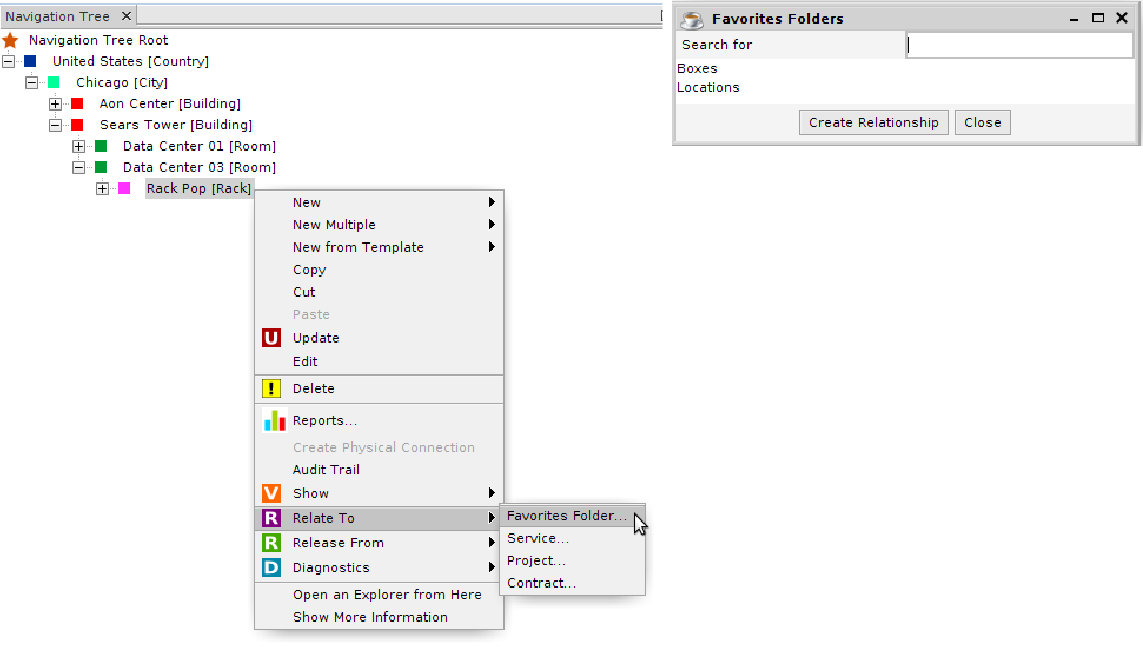 Navigation Tree
Navigation Tree Root
United States [Country]
Chicago [City]
Aon Center [Building]
Sears Tower [Building]
Data Center 01 [Room]
Data Center 03 [Room]
Rack Pop [Rack]
New
New Multiple
New from Template
Copy
Cut
Paste
U Update
Edit
! Delete
Reports...
Create Physical Connection
Audit Trail
V Show
R Relate To
R Release From
D Diagnostics
Open an Explorer from Here
Show More Information
Favorites Folder...
Service...
Project...
Contract...
Favorites Folders
Search for
Boxes
Locations
Create Relationship Close